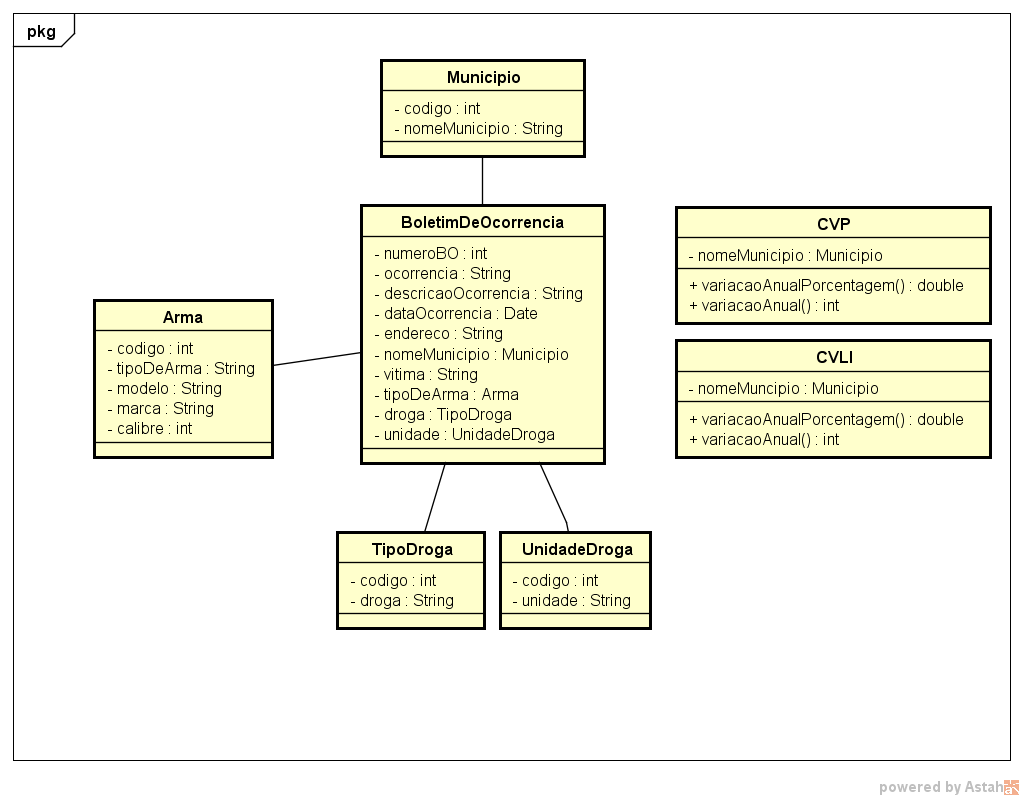 pkg
Municipio
- codigo : int
- nomeMunicipio : String
BoletimDeOcorrencia
- numeroBO : int
- ocorrencia : String
- descricaoOcorrencia : String
- dataOcorrencia : Date
- endereco : String
- nomeMunicipio : Municipio
- vitima : String
- tipoDeArma : Arma
- droga : TipoDroga
- unidade : UnidadeDroga
CVP
- nomeMunicipio : Municipio
+ variacaoAnualPorcentagem() : double
+ variacaoAnual() : int
Arma
- codigo : int
- tipoDeArma : String
- modelo : String
- marca : String
- calibre : int
CVLI
- nomeMuncipio : Municipio
+ variacaoAnualPorcentagem() : double
+ variacaoAnual() : int
TipoDroga
- codigo : int
- droga : String
UnidadeDroga
- codigo : int
- unidade : String
powered by Astah